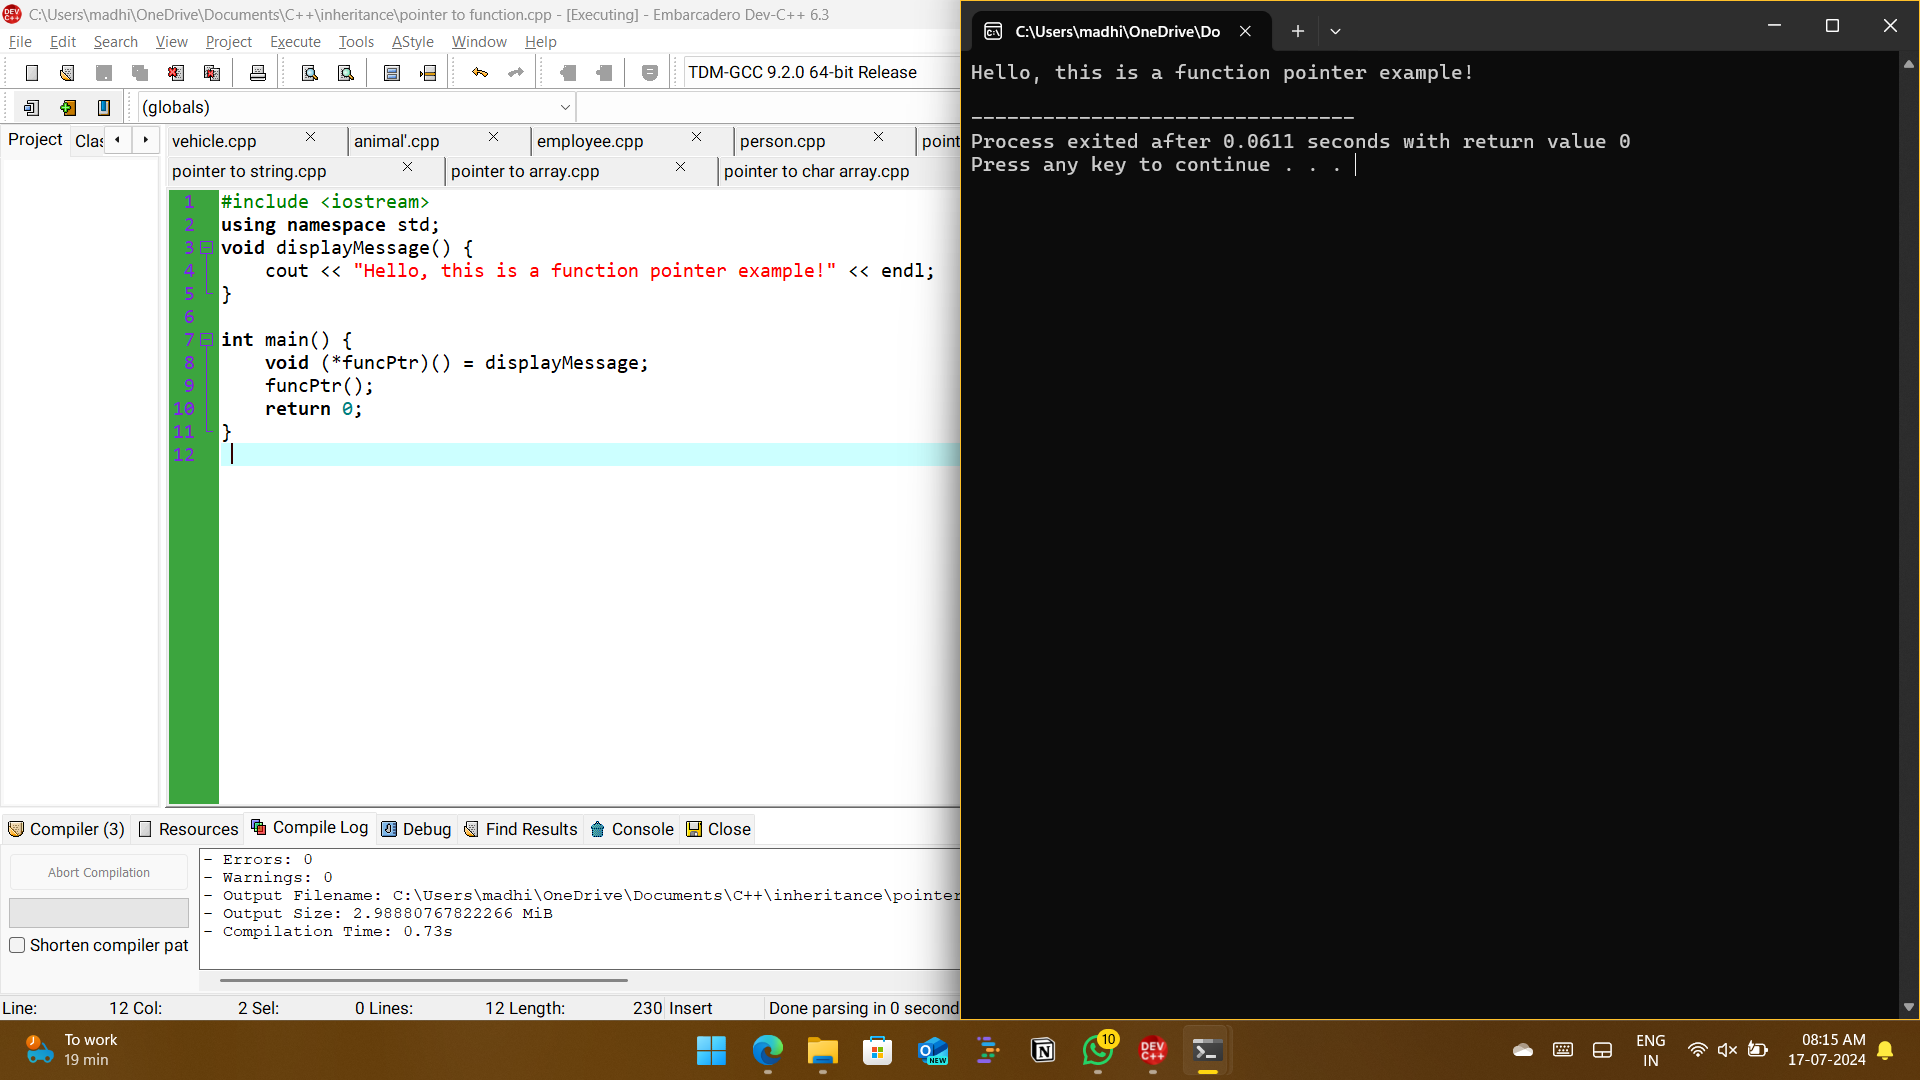 C:\Users\madhi\OneDrive\Documents\C++\inheritance\pointer to function.cpp - [Executing] - Embarcadero Dev-C++ 6.3
File Edit Search View Project Execute Tools AStyle Window Help
TDM-GCC 9.2.0 64-bit Release
(globals)
Project Clas
vehicle.cpp animal'.cpp employee.cpp person.cpp point
pointer to string.cpp pointer to array.cpp pointer to char array.cpp
1 #include <iostream>
2 using namespace std;
3 void displayMessage() {
4 cout << "Hello, this is a function pointer example!" << endl;
5 }
6
7 int main() {
8 void (*funcPtr)() = displayMessage;
9 funcPtr();
10 return 0;
11 }
12
Compiler (3) Resources Compile Log Debug Find Results Console Close
Abort Compilation
Shorten compiler pat
- Errors: 0
- Warnings: 0
- Output Filename: C:\Users\madhi\OneDrive\Documents\C++\inheritance\pointer
- Output Size: 2.98880767822266 MiB
- Compilation Time: 0.73s
Line: 12 Col: 2 Sel: 0 Lines: 12 Length: 230 Insert Done parsing in 0 second
C:\Users\madhi\OneDrive\Do
Hello, this is a function pointer example!
--------------------------------
Process exited after 0.0611 seconds with return value 0
Press any key to continue . . .
To work
19 min
NEW
10
DEV
C++
ENG
IN
08:15 AM
17-07-2024